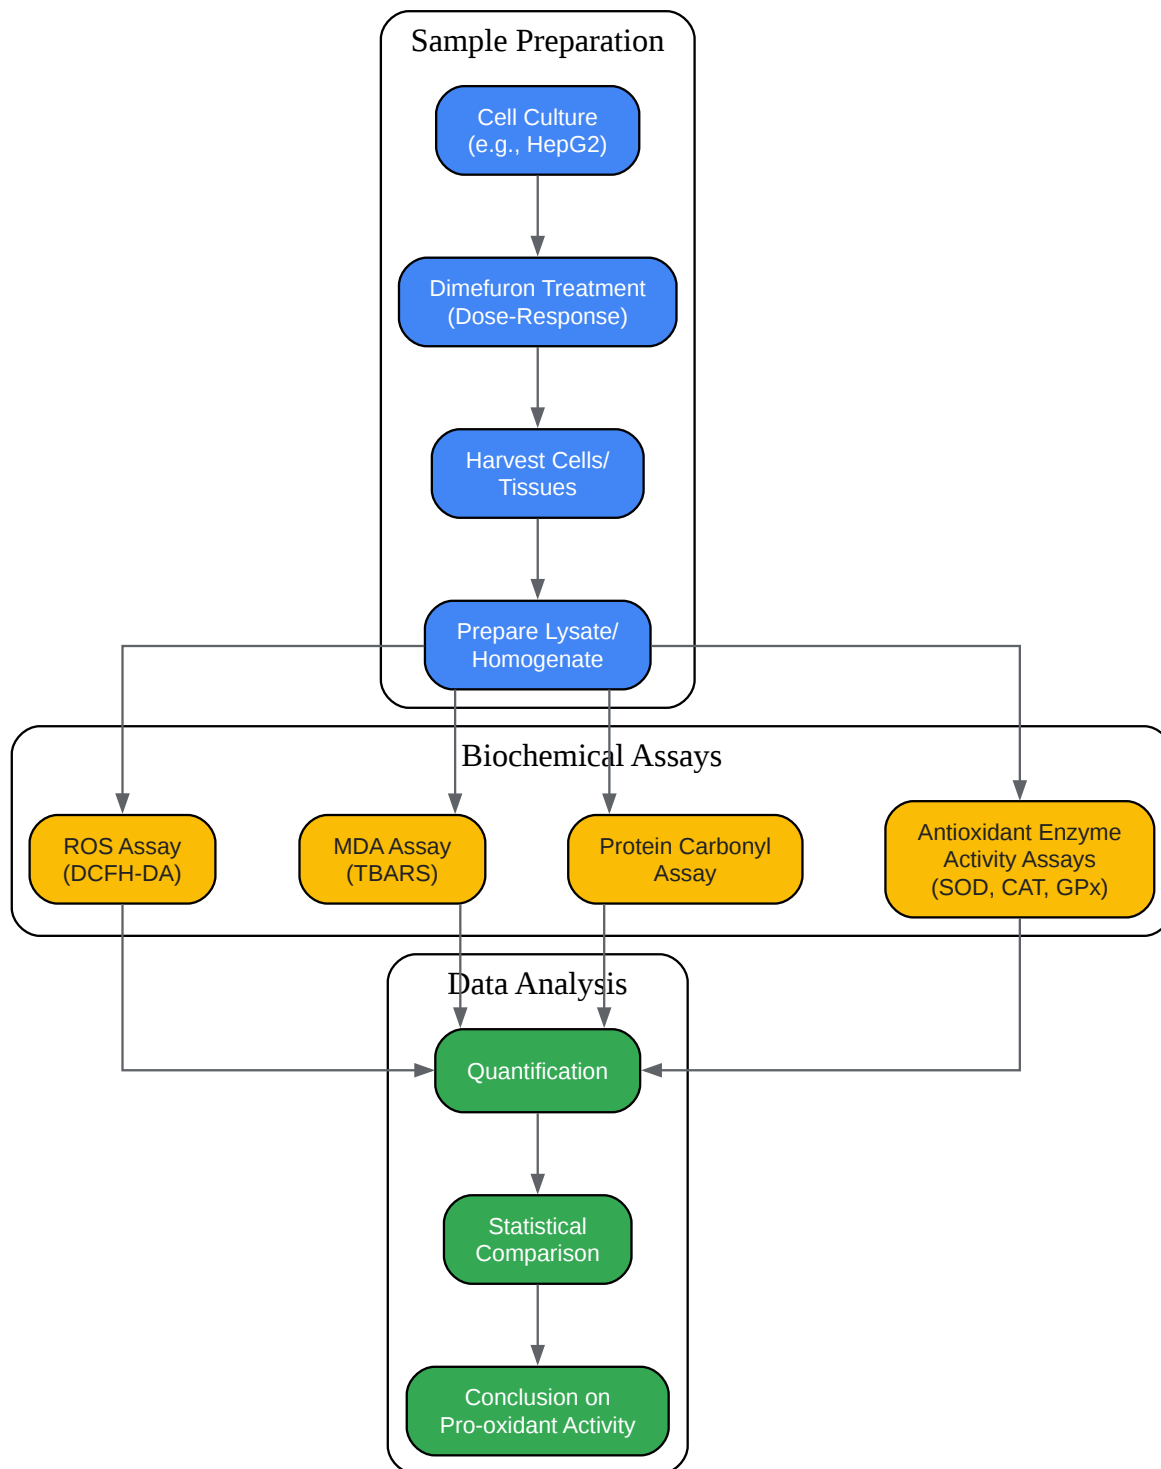 Sample Preparation
Cell Culture
(e.g., HepG2)
Dimefuron Treatment
(Dose-Response)
Harvest Cells/
Tissues
Prepare Lysate/
Homogenate
Biochemical Assays
ROS Assay
(DCFH-DA)
MDA Assay
(TBARS)
Protein Carbonyl
Assay
Antioxidant Enzyme
Activity Assays
(SOD, CAT, GPx)
Data Analysis
Quantification
Statistical
Comparison
Conclusion on
Pro-oxidant Activity